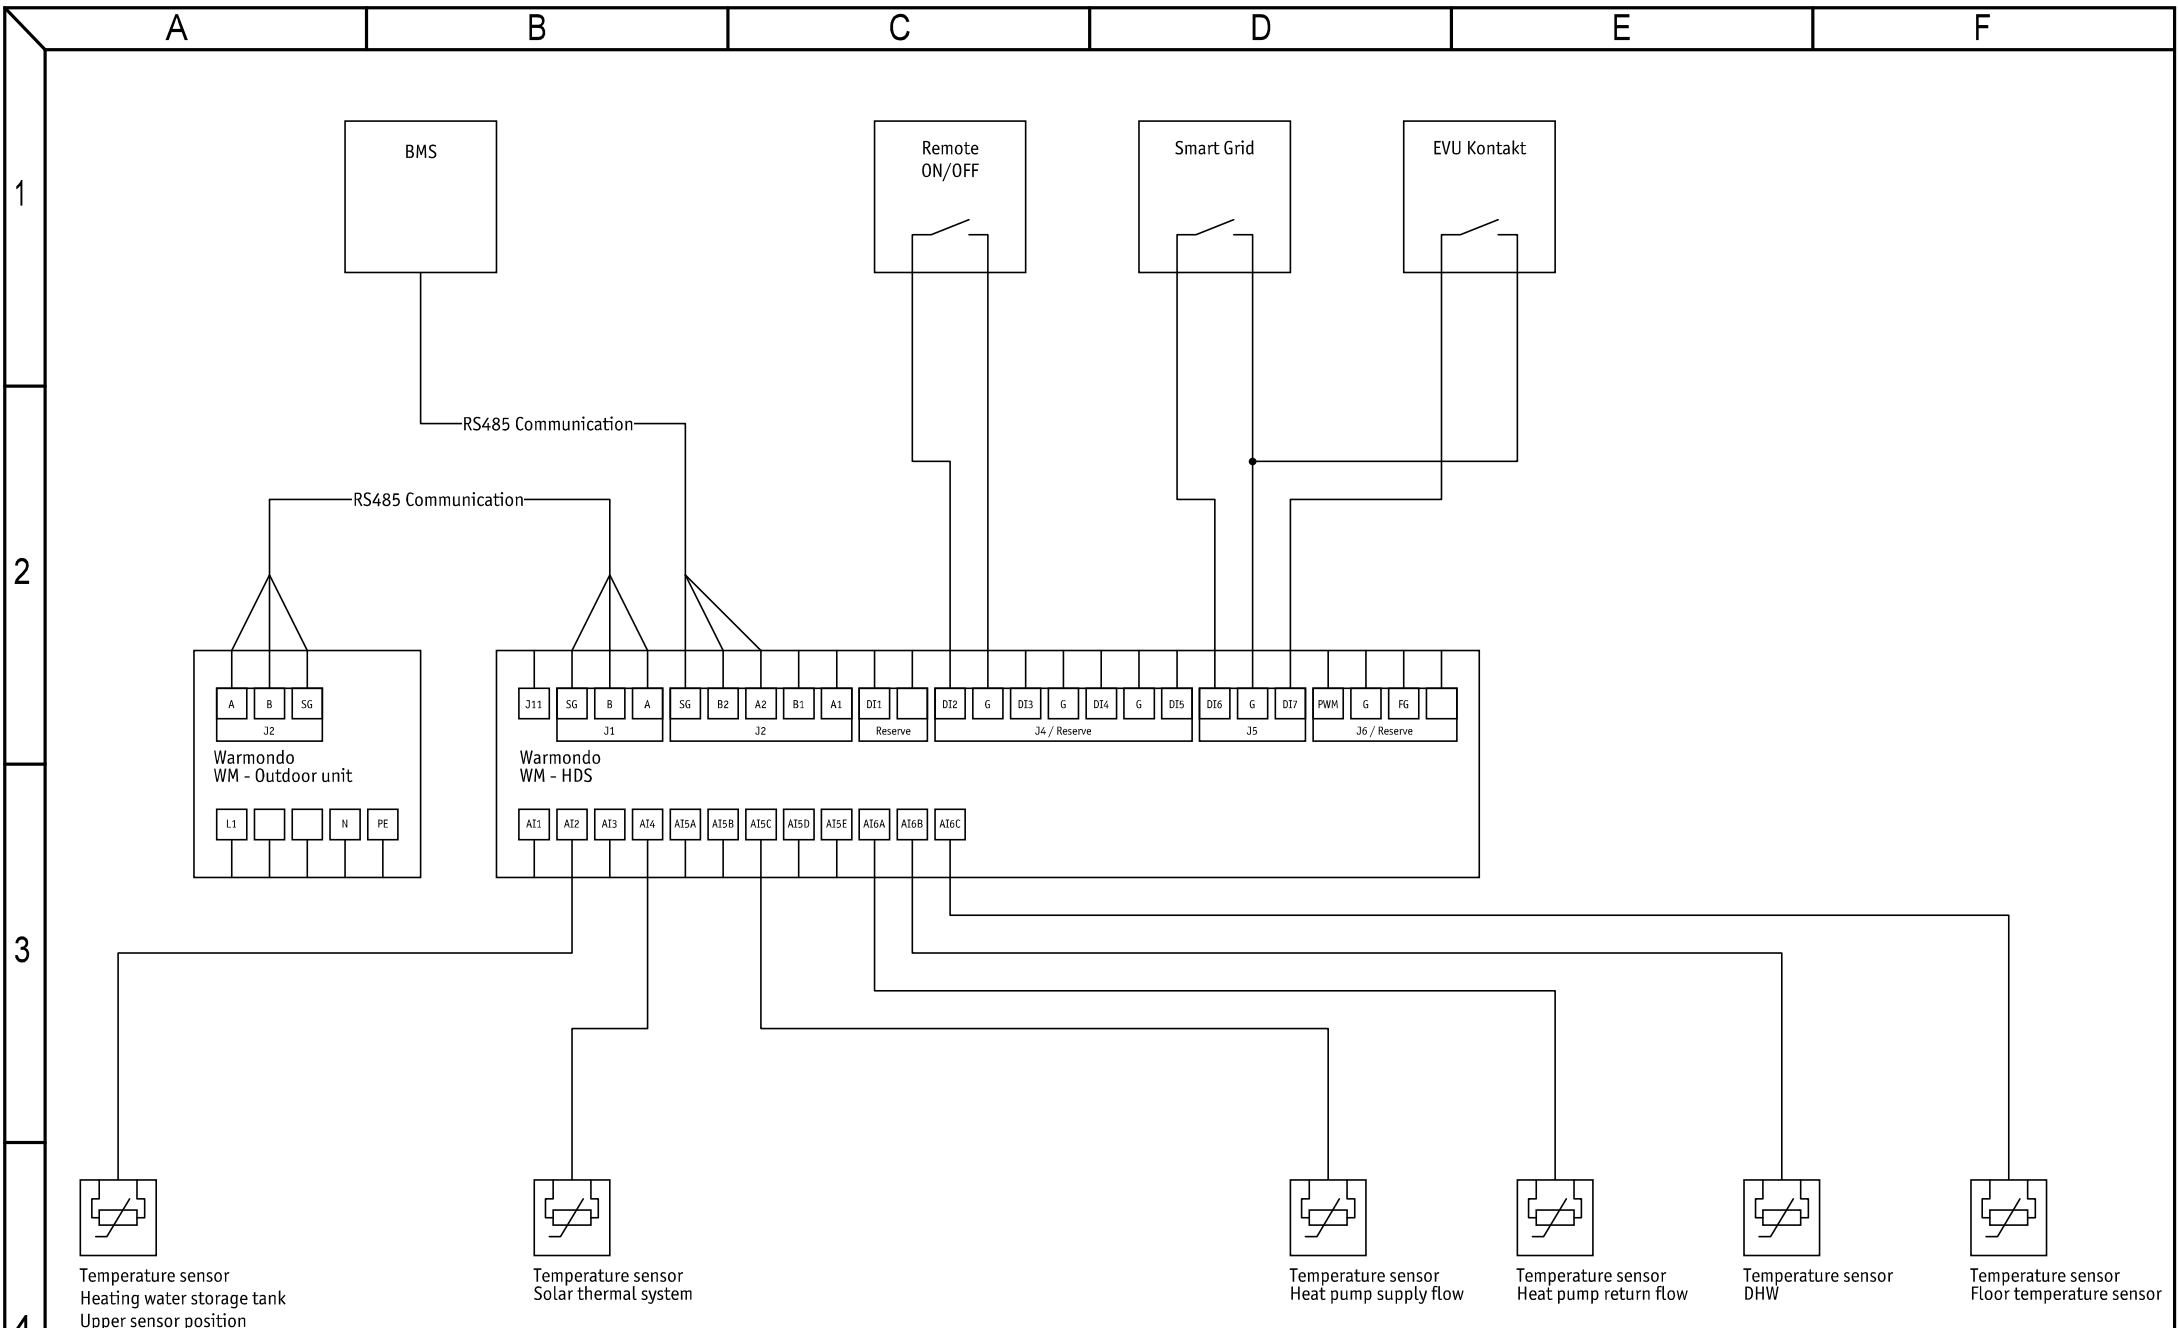 A B C D E F
1
BMS
Remote
ON/OFF
Smart Grid
EVU Kontakt
RS485 Communication
RS485 Communication
2
A B SG
J2
Warmondo
WM - Outdoor unit
L1 N PE
J11 SG B A SG B2 A2 B1 A1 DI1 DI2 G DI3 G DI4 G DI5 DI6 G DI7 PWM G FG
J1 J2 Reserve J4 / Reserve J5 J6 / Reserve
Warmondo
WM - HDS
AI1 AI2 AI3 AI4 AI5A AI5B AI5C AI5D AI5E AI6A AI6B AI6C
3
Temperature sensor
Heating water storage tank
Upper sensor position
Temperature sensor
Solar thermal system
Temperature sensor
Heat pump supply flow
Temperature sensor
Heat pump return flow
Temperature sensor
DHW
Temperature sensor
Floor temperature sensor
4